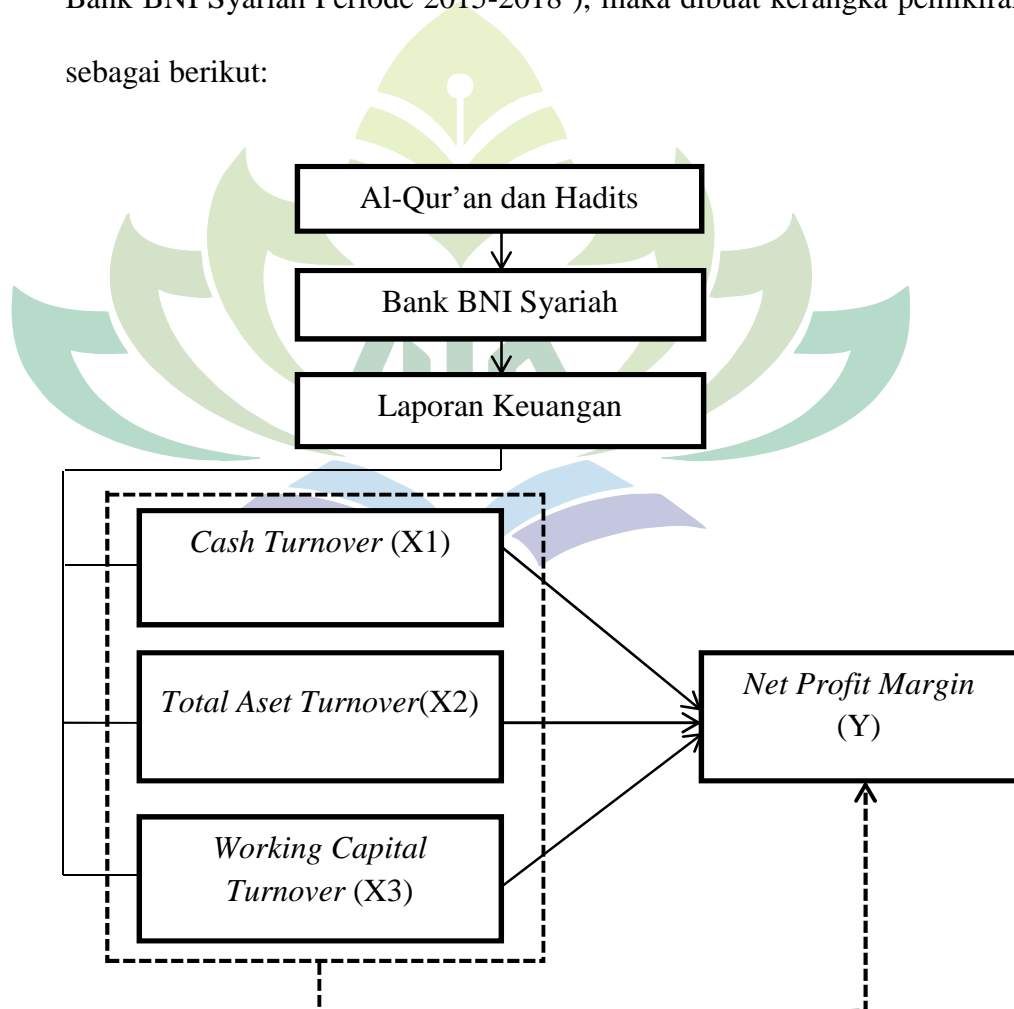 Bank BNI Syariah Periode 2015-2018 ), maka dibuat kerangka pemikiran
sebagai berikut:
Al-Qur’an dan Hadits
Bank BNI Syariah
Laporan Keuangan
Cash Turnover (X1)
Total Aset Turnover(X2)
Net Profit Margin
(Y)
Working Capital
Turnover (X3)